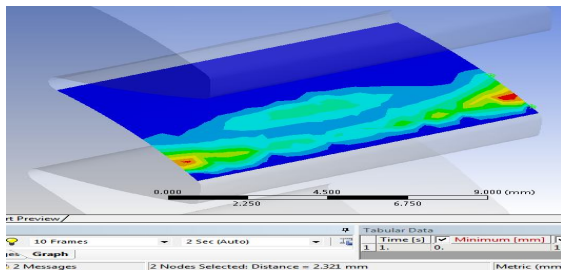 0.000 4.500 9.000 (mm)
2.250 6.750
rt Preview
Tabular Data
10 Frames 2 Sec (Auto)
Time [s] Minimum [mm]
1 1. 0. 1
Graph
2 Messages 2 Nodes Selected: Distance = 2.321 mm Metric (mm